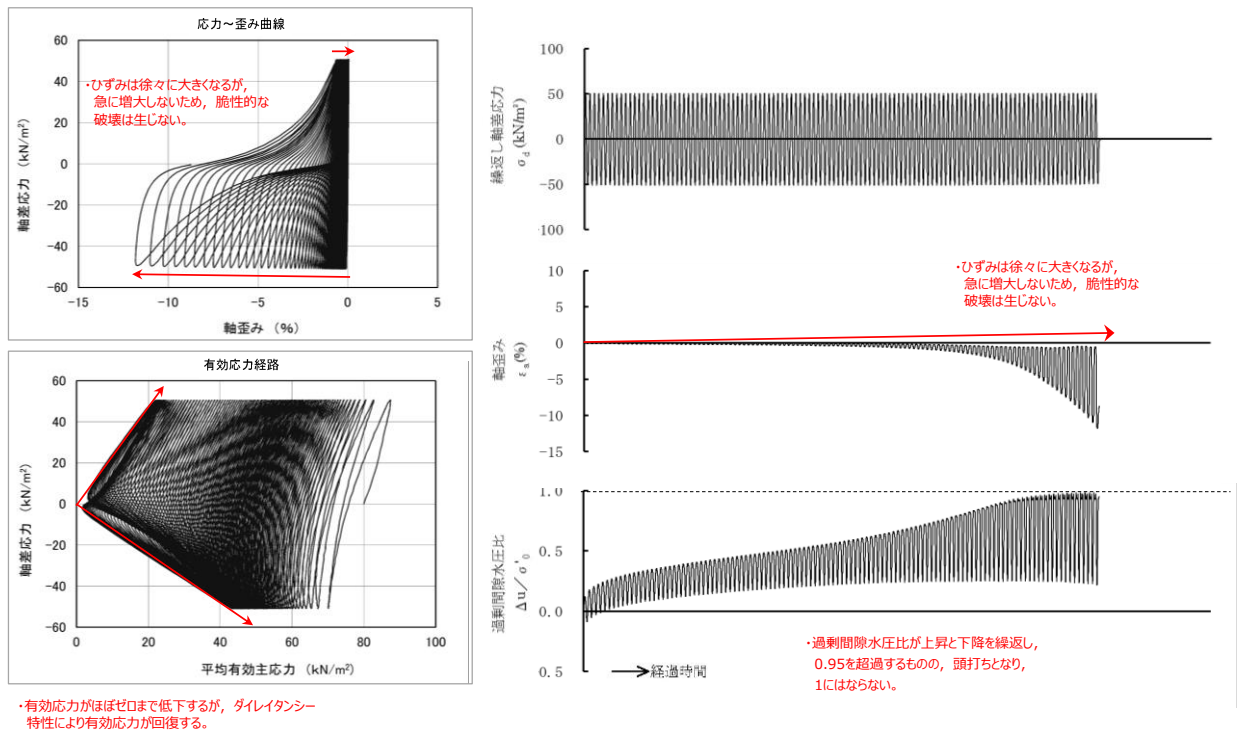 応力～歪み曲線
60
40
20
0
−20
−40
−60
−15
−10
−5
0
5
軸差応力 (kN/m²)
軸歪み (%)
・ひずみは徐々に大きくなるが，
急に増大しないため，脆性的な
破壊は生じない。
有効応力経路
60
40
20
0
−20
−40
−60
0
20
40
60
80
100
軸差応力 (kN/m²)
平均有効主応力 (kN/m²)
・有効応力がほぼゼロまで低下するが，ダイレイタンシー
特性により有効応力が回復する。
100
50
0
−50
100
繰返し軸差応力
σd (kN/m²)
10
5
0
−5
−10
−15
軸歪み
εa(%)
・ひずみは徐々に大きくなるが，
急に増大しないため，脆性的な
破壊は生じない。
1.0
0.5
0.0
0.5
過剰間隙水圧比
Δu／σ'0
経過時間
・過剰間隙水圧比が上昇と下降を繰返し，
0.95を超過するものの，頭打ちとなり，
1にはならない。